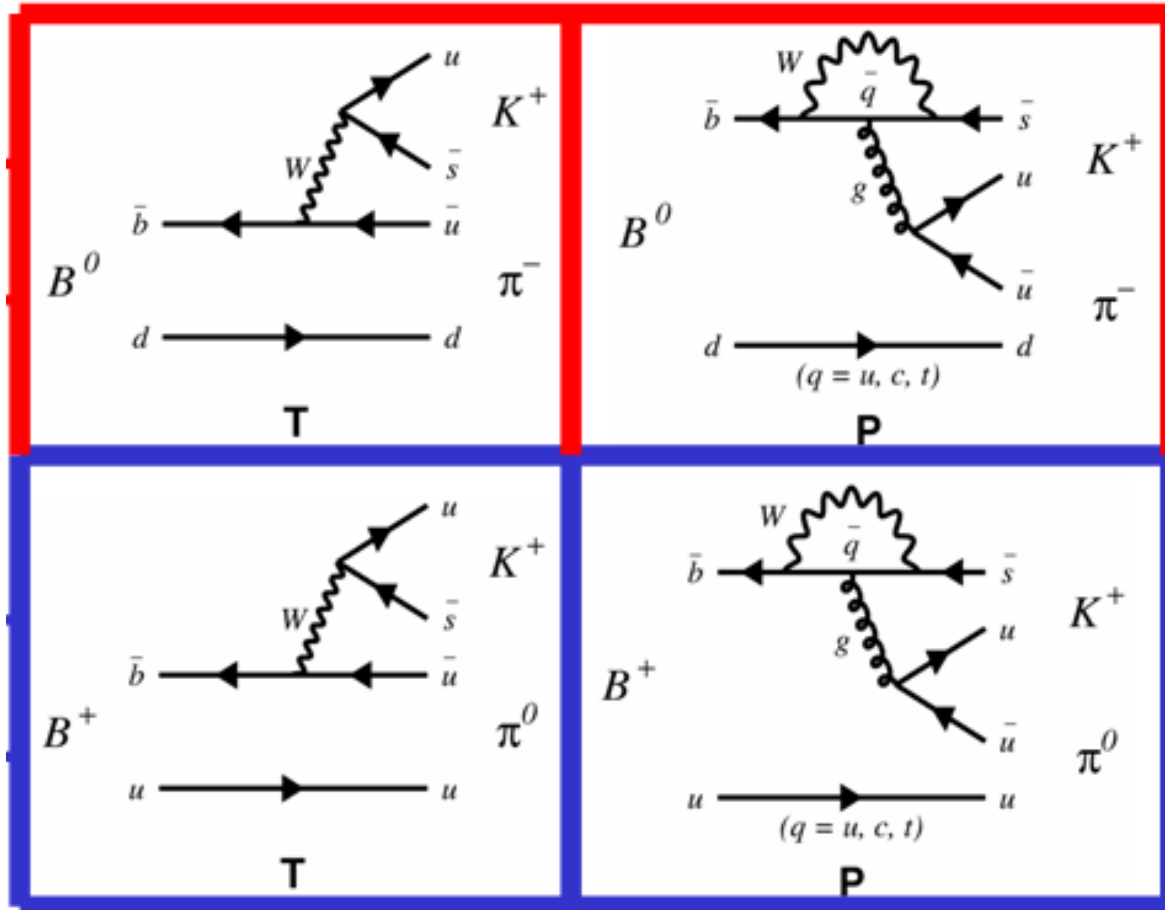 u
K⁺
W
s̄
b̄ ū
B⁰
π⁻
d d
T
W
q̄
b̄ s̄
K⁺
u
g
B⁰
ū
π⁻
d d
(q = u, c, t)
P
u
K⁺
W
s̄
b̄ ū
B⁺
π⁰
u u
T
W
q̄
b̄ s̄
K⁺
u
g
B⁺
ū
π⁰
u u
(q = u, c, t)
P